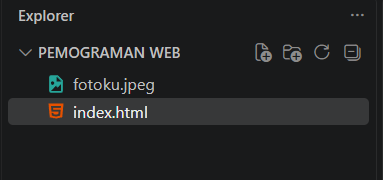 Explorer
PEMOGRAMAN WEB
fotoku.jpeg
index.html